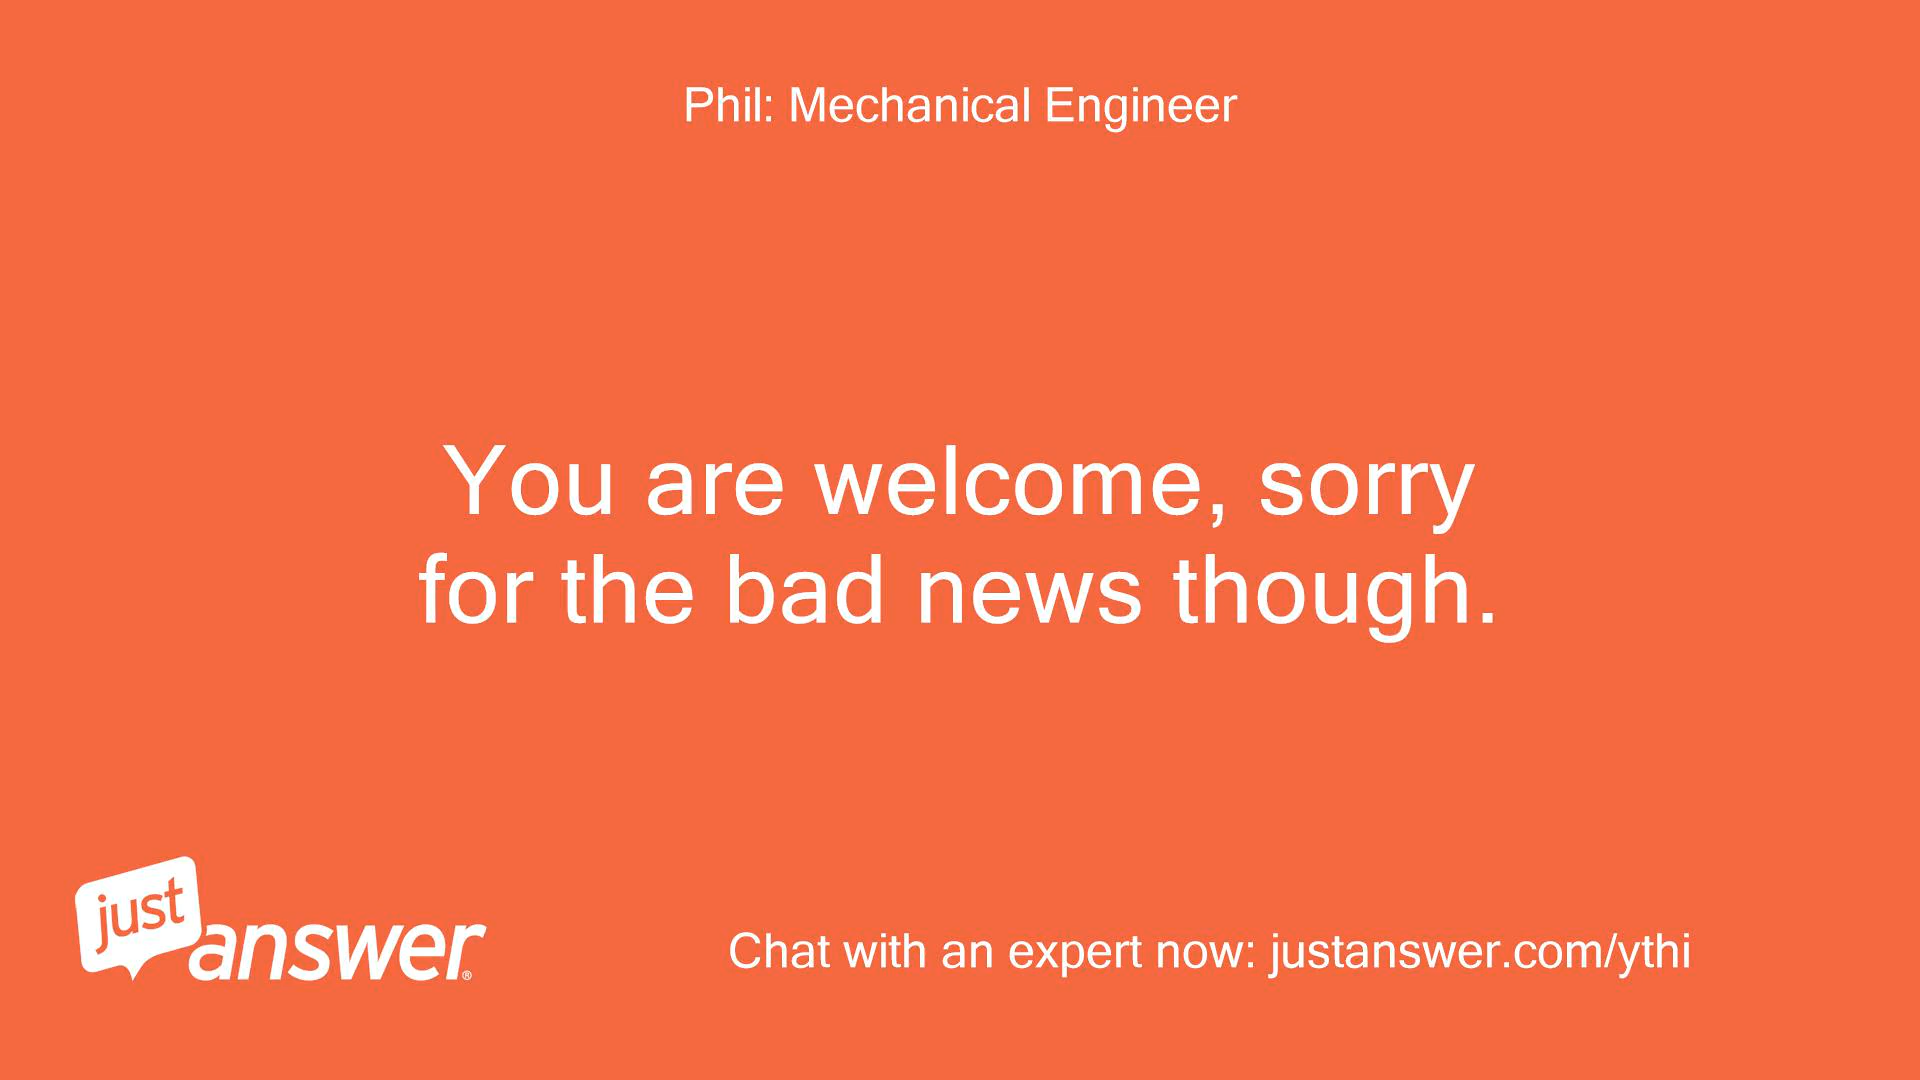 Phil: Mechanical Engineer
You are welcome, sorry
for the bad news though.
just
answer®
Chat with an expert now: justanswer.com/ythi